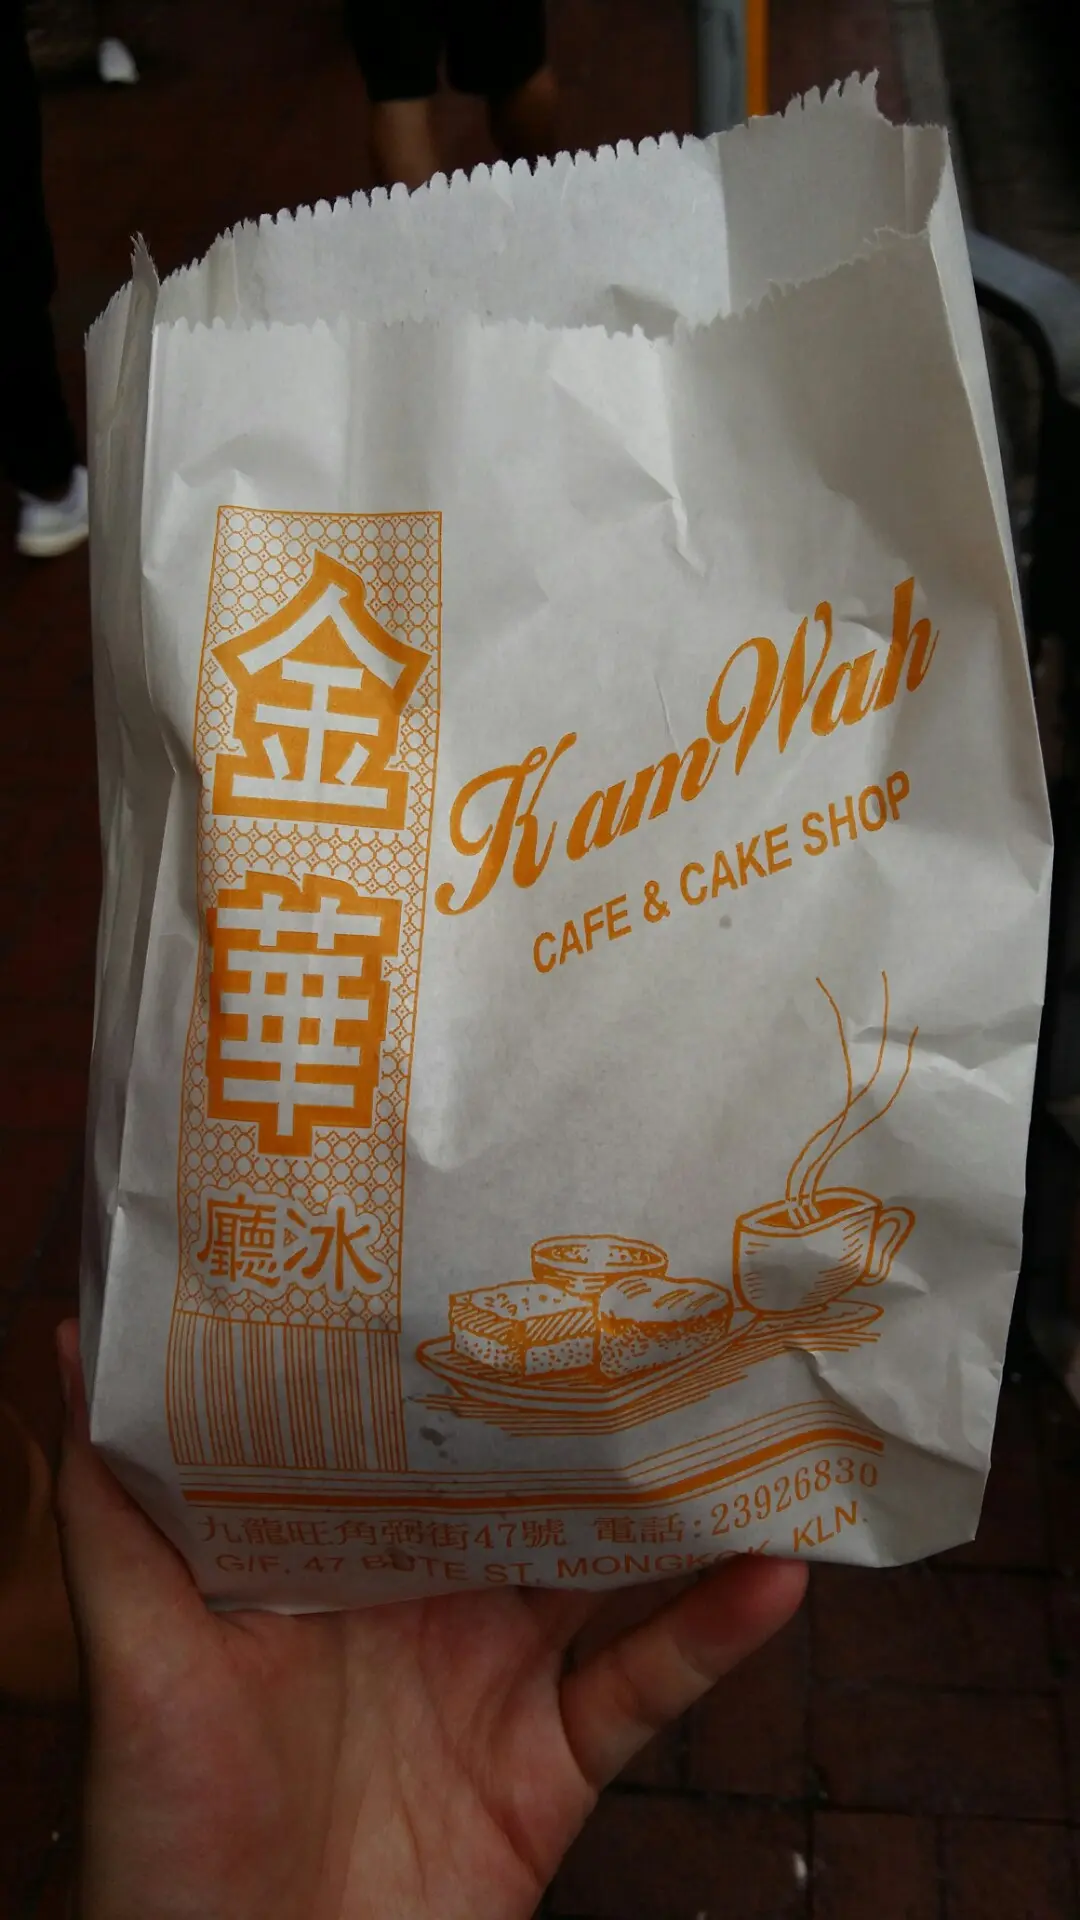 金華
廳冰
Kam Wah
CAFE & CAKE SHOP
九龍旺角弼街47號 電話:23926830
G/F, 47 BUTE ST, MONGKOK, KLN.